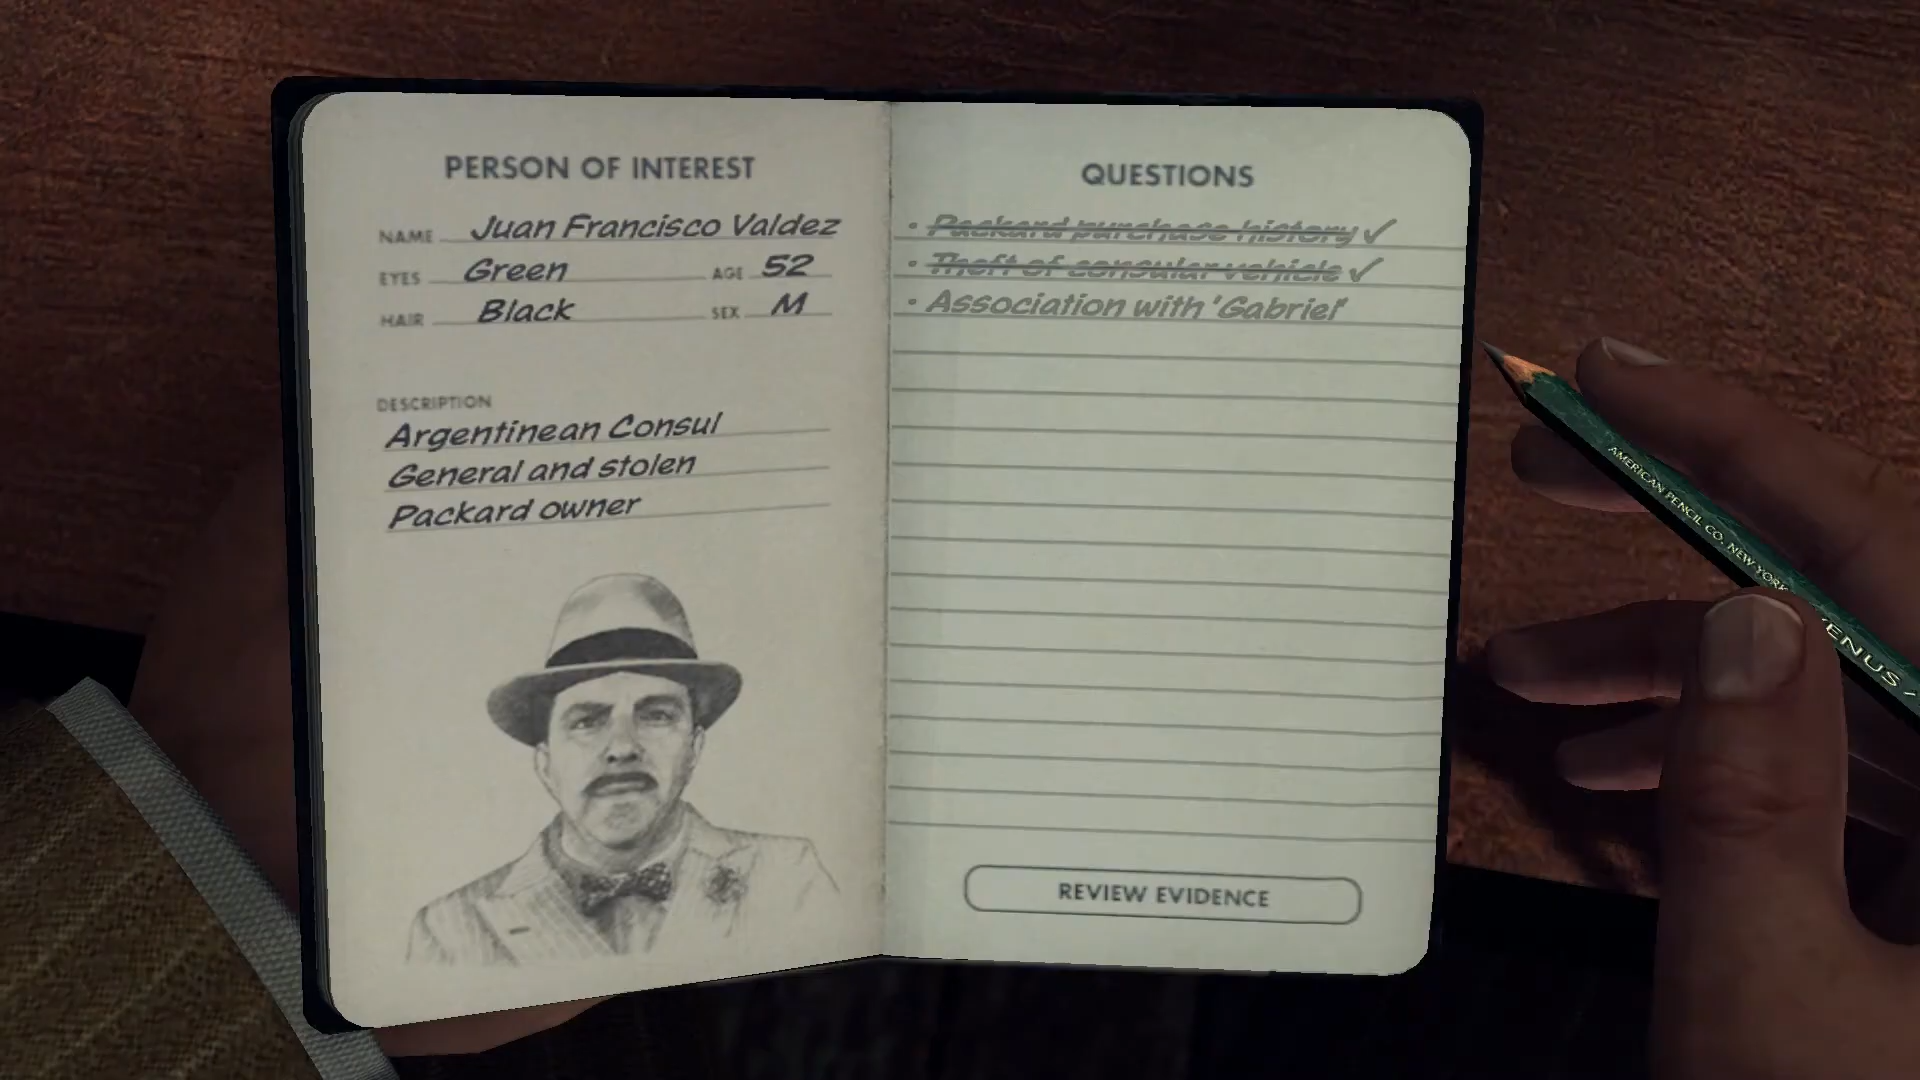 PERSON OF INTEREST
NAME Juan Francisco Valdez
EYES Green AGE 52
HAIR Black SEX M
DESCRIPTION
Argentinean Consul
General and stolen
Packard owner
QUESTIONS
• Packard purchase history ✓
• Theft of consular vehicle ✓
• Association with 'Gabriel'
REVIEW EVIDENCE
AMERICAN PENCIL CO. NEW YORK